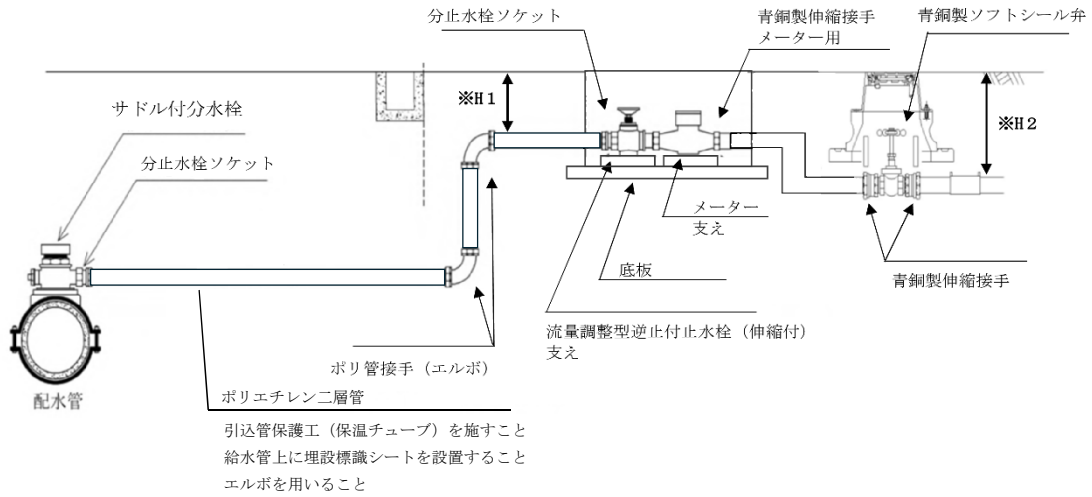 分止水栓ソケット
青銅製伸縮接手
メーター用
青銅製ソフトシール弁
※H1
サドル付分水栓
分止水栓ソケット
※H2
メーター
支え
底板
青銅製伸縮接手
流量調整型逆止付止水栓（伸縮付）
支え
ポリ管接手（エルボ）
配水管
ポリエチレン二層管
引込管保護工（保温チューブ）を施すこと
給水管上に埋設標識シートを設置すること
エルボを用いること